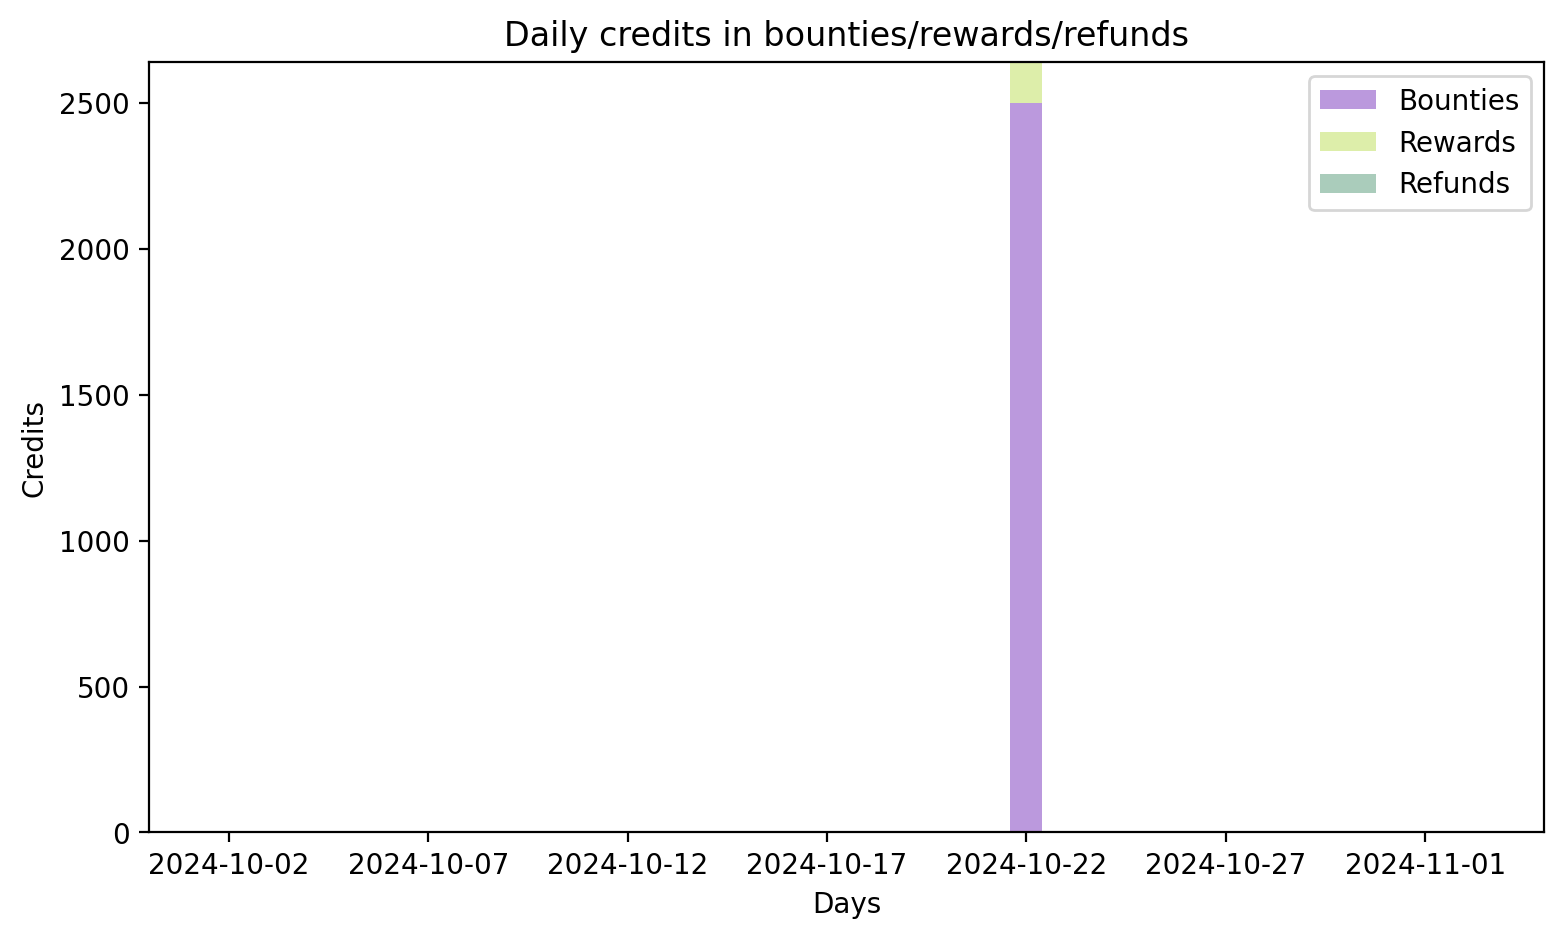 Daily credits in bounties/rewards/refunds
Bounties
Rewards
Refunds
2500
2000
1500
1000
500
0
Credits
2024-10-02 2024-10-07 2024-10-12 2024-10-17 2024-10-22 2024-10-27 2024-11-01
Days